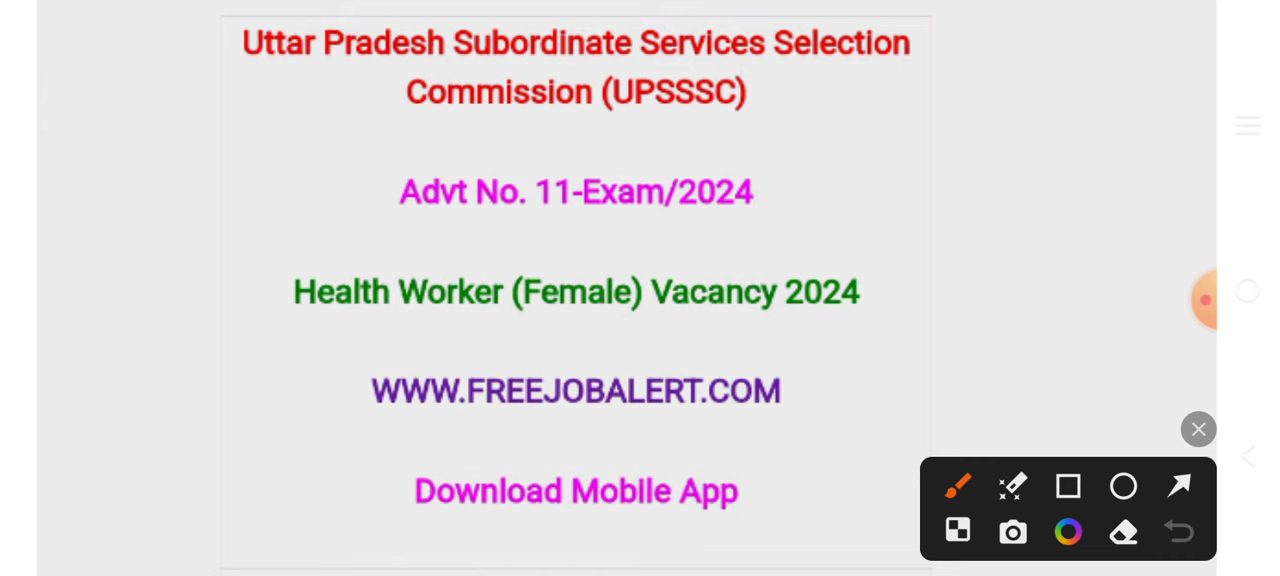 Uttar Pradesh Subordinate Services Selection
Commission (UPSSSC)
Advt No. 11-Exam/2024
Health Worker (Female) Vacancy 2024
WWW.FREEJOBALERT.COM
Download Mobile App